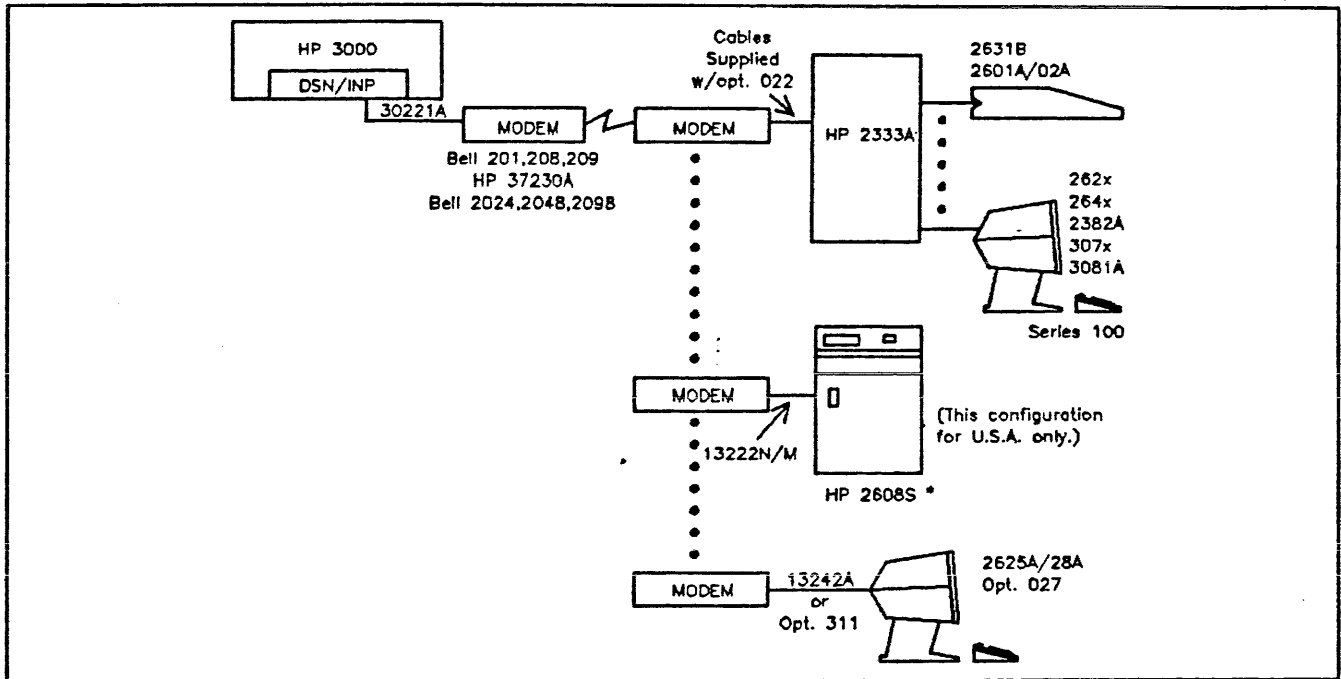 HP 3000
DSN/INP
30221A
MODEM
Bell 201,208,209
HP 37230A
Bell 2024,2048,2098
MODEM
Cables
Supplied
w/opt. 022
HP 2333A
2631B
2601A/02A
262x
264x
2382A
307x
3081A
Series 100
MODEM
13222N/M
HP 2608S *
(This configuration
for U.S.A. only.)
MODEM
13242A
or
Opt. 311
2625A/28A
Opt. 027